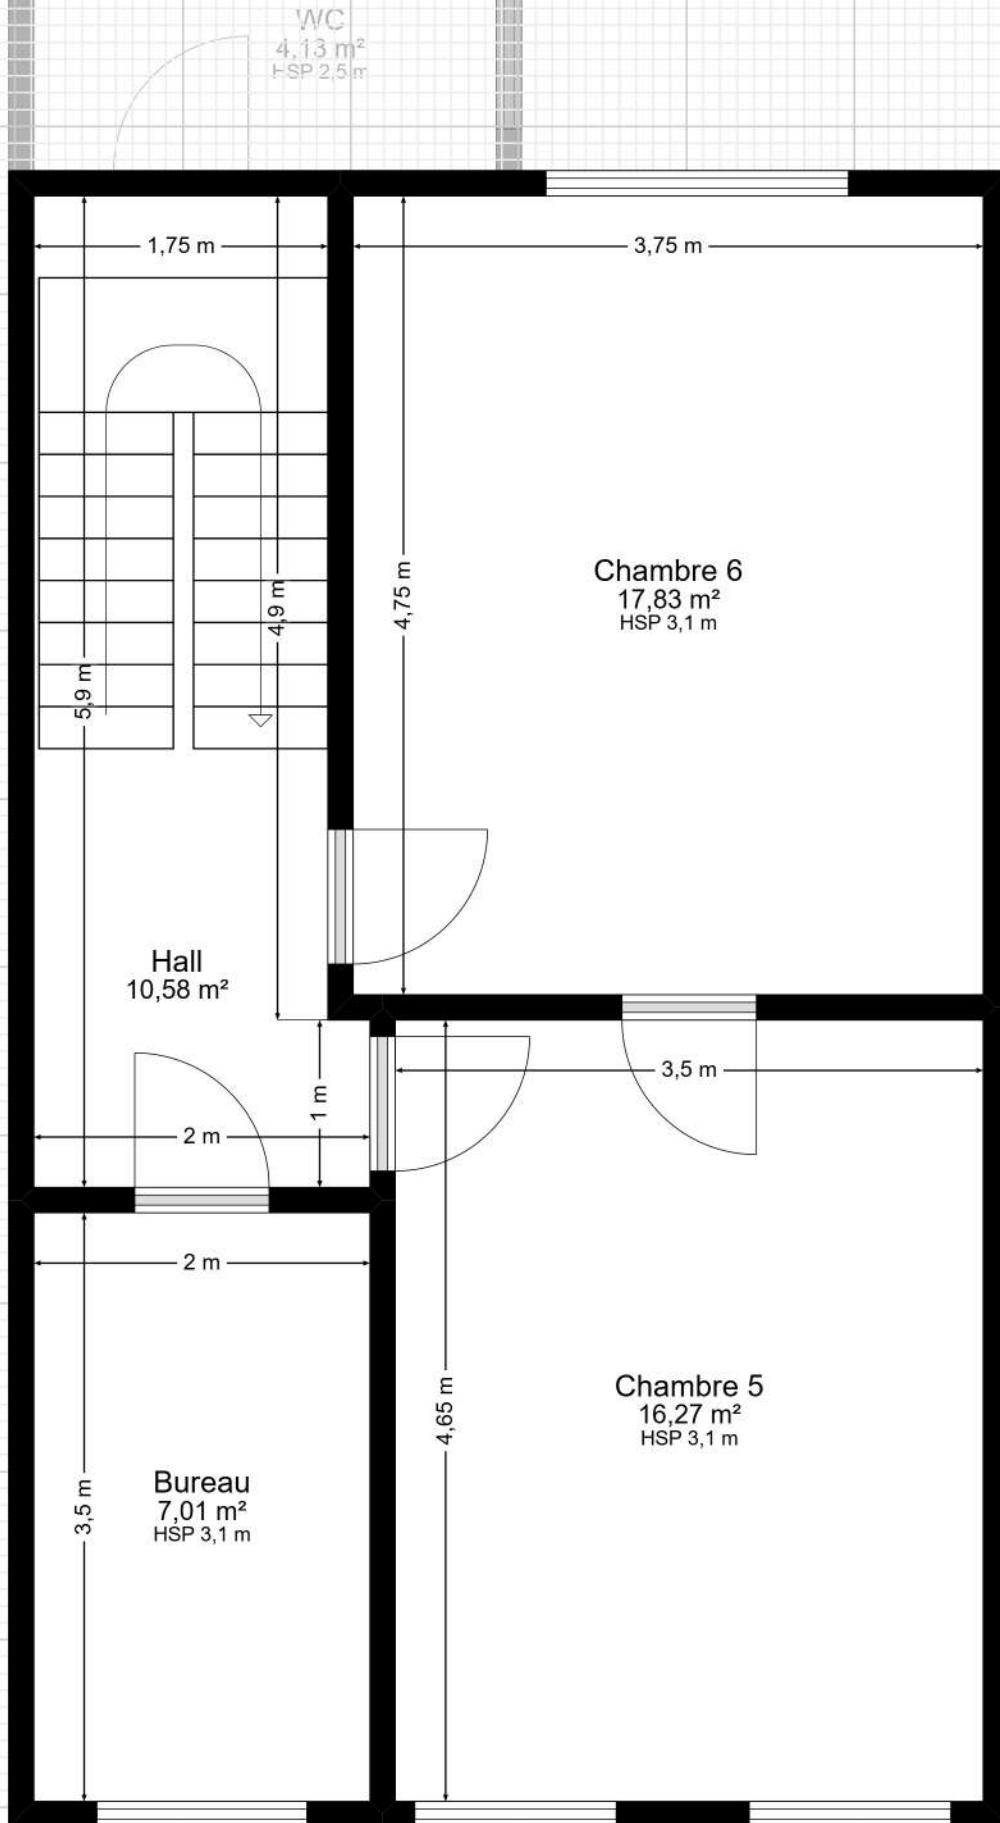 WC
4,13 m²
HSP 2,5 m
1,75 m
3,75 m
4,9 m
4,75 m
5,9 m
Chambre 6
17,83 m²
HSP 3,1 m
Hall
10,58 m²
1 m
3,5 m
2 m
2 m
Chambre 5
16,27 m²
HSP 3,1 m
4,65 m
Bureau
7,01 m²
HSP 3,1 m
3,5 m